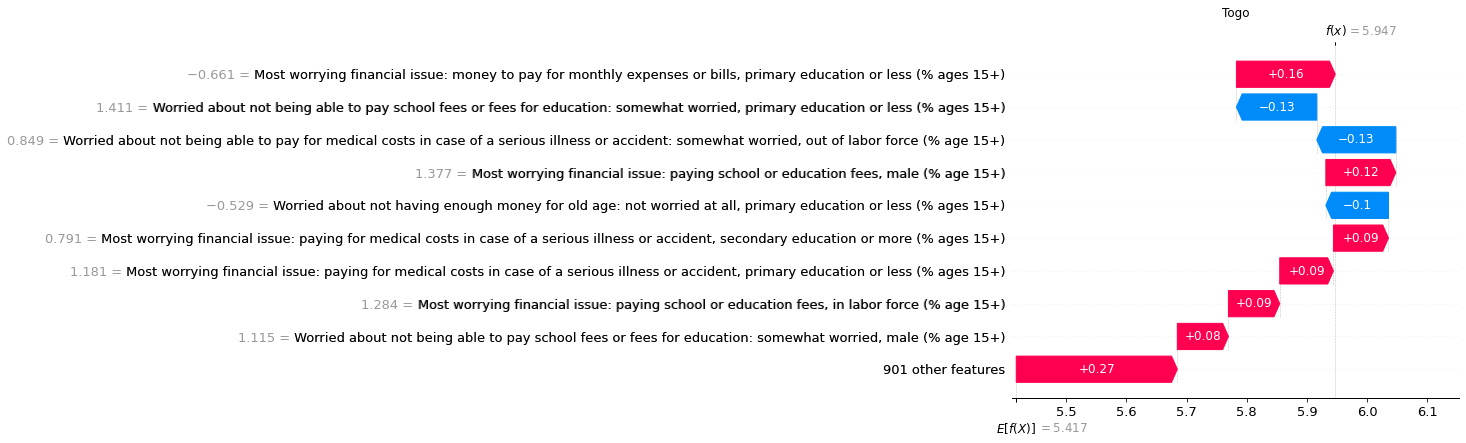 Togo
f(x) = 5.947
−0.661 = Most worrying financial issue: money to pay for monthly expenses or bills, primary education or less (% ages 15+) +0.16
1.411 = Worried about not being able to pay school fees or fees for education: somewhat worried, primary education or less (% ages 15+) −0.13
0.849 = Worried about not being able to pay for medical costs in case of a serious illness or accident: somewhat worried, out of labor force (% age 15+) −0.13
1.377 = Most worrying financial issue: paying school or education fees, male (% age 15+) +0.12
−0.529 = Worried about not having enough money for old age: not worried at all, primary education or less (% ages 15+) −0.1
0.791 = Most worrying financial issue: paying for medical costs in case of a serious illness or accident, secondary education or more (% ages 15+) +0.09
1.181 = Most worrying financial issue: paying for medical costs in case of a serious illness or accident, primary education or less (% ages 15+) +0.09
1.284 = Most worrying financial issue: paying school or education fees, in labor force (% age 15+) +0.09
1.115 = Worried about not being able to pay school fees or fees for education: somewhat worried, male (% age 15+) +0.08
901 other features +0.27
5.5 5.6 5.7 5.8 5.9 6.0 6.1
E[f(X)] = 5.417